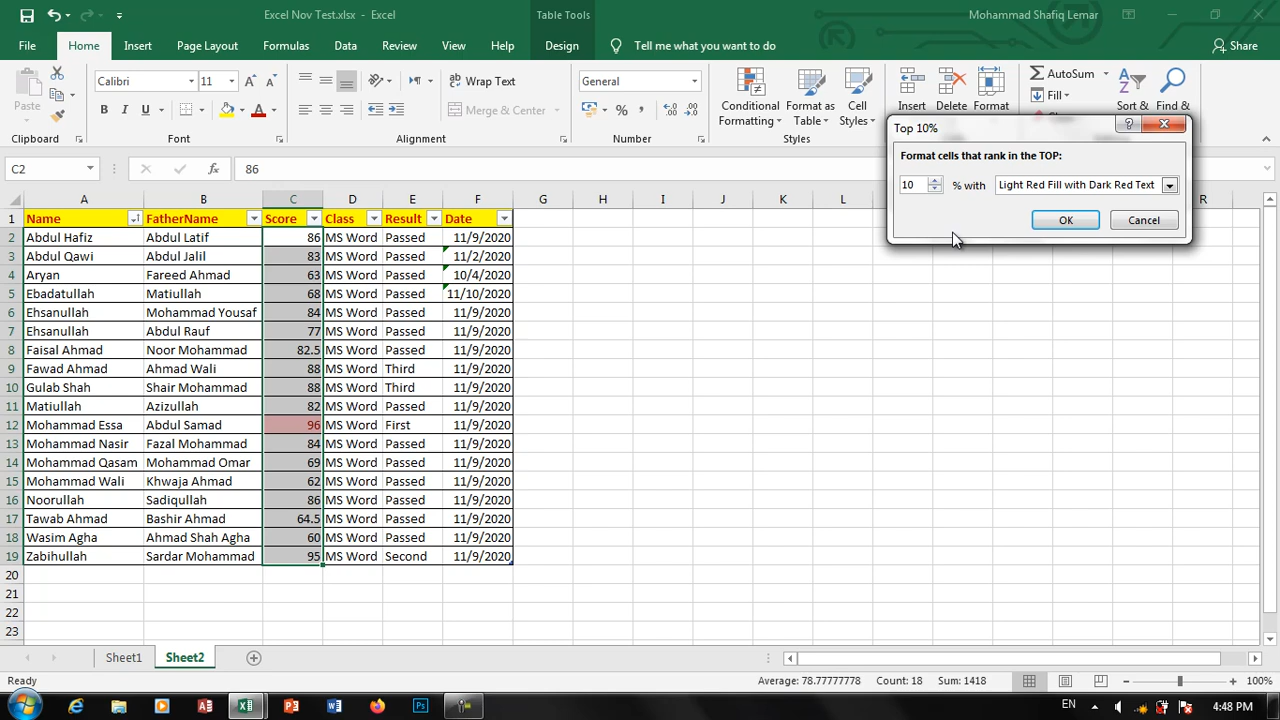 Excel Nov Test.xlsx - Excel
Table Tools
Mohammad Shafiq Lemar
File Home Insert Page Layout Formulas Data Review View Help Design Tell me what you want to do Share
Paste
Calibri 11
Wrap Text
General
Conditional Formatting
Format as Table
Cell Styles
Insert
Delete
Format
AutoSum
Fill
Sort &
Find &
B I U A
Merge & Center
% ,
Clipboard Font Alignment Number Styles
Top 10%
Format cells that rank in the TOP:
10 % with Light Red Fill with Dark Red Text
OK Cancel
C2 fx 86
A B C D E F G H I J K L R
1 Name FatherName Score Class Result Date
2 Abdul Hafiz Abdul Latif 86 MS Word Passed 11/9/2020
3 Abdul Qawi Abdul Jalil 83 MS Word Passed 11/2/2020
4 Aryan Fareed Ahmad 63 MS Word Passed 10/4/2020
5 Ebadatullah Matiullah 68 MS Word Passed 11/10/2020
6 Ehsanullah Mohammad Yousaf 84 MS Word Passed 11/9/2020
7 Ehsanullah Abdul Rauf 77 MS Word Passed 11/9/2020
8 Faisal Ahmad Noor Mohammad 82.5 MS Word Passed 11/9/2020
9 Fawad Ahmad Ahmad Wali 88 MS Word Third 11/9/2020
10 Gulab Shah Shair Mohammad 88 MS Word Third 11/9/2020
11 Matiullah Azizullah 82 MS Word Passed 11/9/2020
12 Mohammad Essa Abdul Samad 96 MS Word First 11/9/2020
13 Mohammad Nasir Fazal Mohammad 84 MS Word Passed 11/9/2020
14 Mohammad Qasam Mohammad Omar 69 MS Word Passed 11/9/2020
15 Mohammad Wali Khwaja Ahmad 62 MS Word Passed 11/9/2020
16 Noorullah Sadiqullah 86 MS Word Passed 11/9/2020
17 Tawab Ahmad Bashir Ahmad 64.5 MS Word Passed 11/9/2020
18 Wasim Agha Ahmad Shah Agha 60 MS Word Passed 11/9/2020
19 Zabihullah Sardar Mohammad 95 MS Word Second 11/9/2020
20
21
22
23
Sheet1 Sheet2
Ready Average: 78.77777778 Count: 18 Sum: 1418 100%
EN 4:48 PM